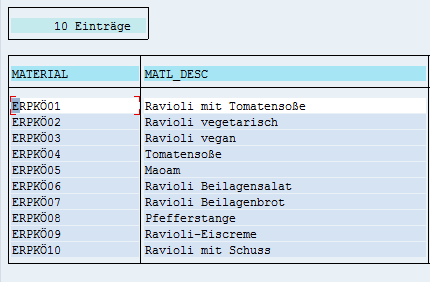 10 Einträge
MATERIAL MATL_DESC
ERPKÖ01 Ravioli mit Tomatensoße
ERPKÖ02 Ravioli vegetarisch
ERPKÖ03 Ravioli vegan
ERPKÖ04 Tomatensoße
ERPKÖ05 Maoam
ERPKÖ06 Ravioli Beilagensalat
ERPKÖ07 Ravioli Beilagenbrot
ERPKÖ08 Pfefferstange
ERPKÖ09 Ravioli-Eiscreme
ERPKÖ10 Ravioli mit Schuss